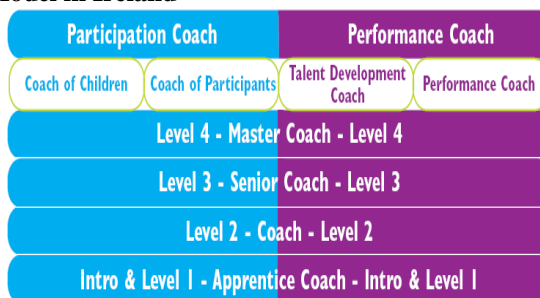 Participation Coach Performance Coach
Coach of Children Coach of Participants Talent Development Coach Performance Coach
Level 4 - Master Coach - Level 4
Level 3 - Senior Coach - Level 3
Level 2 - Coach - Level 2
Intro & Level 1 - Apprentice Coach - Intro & Level 1